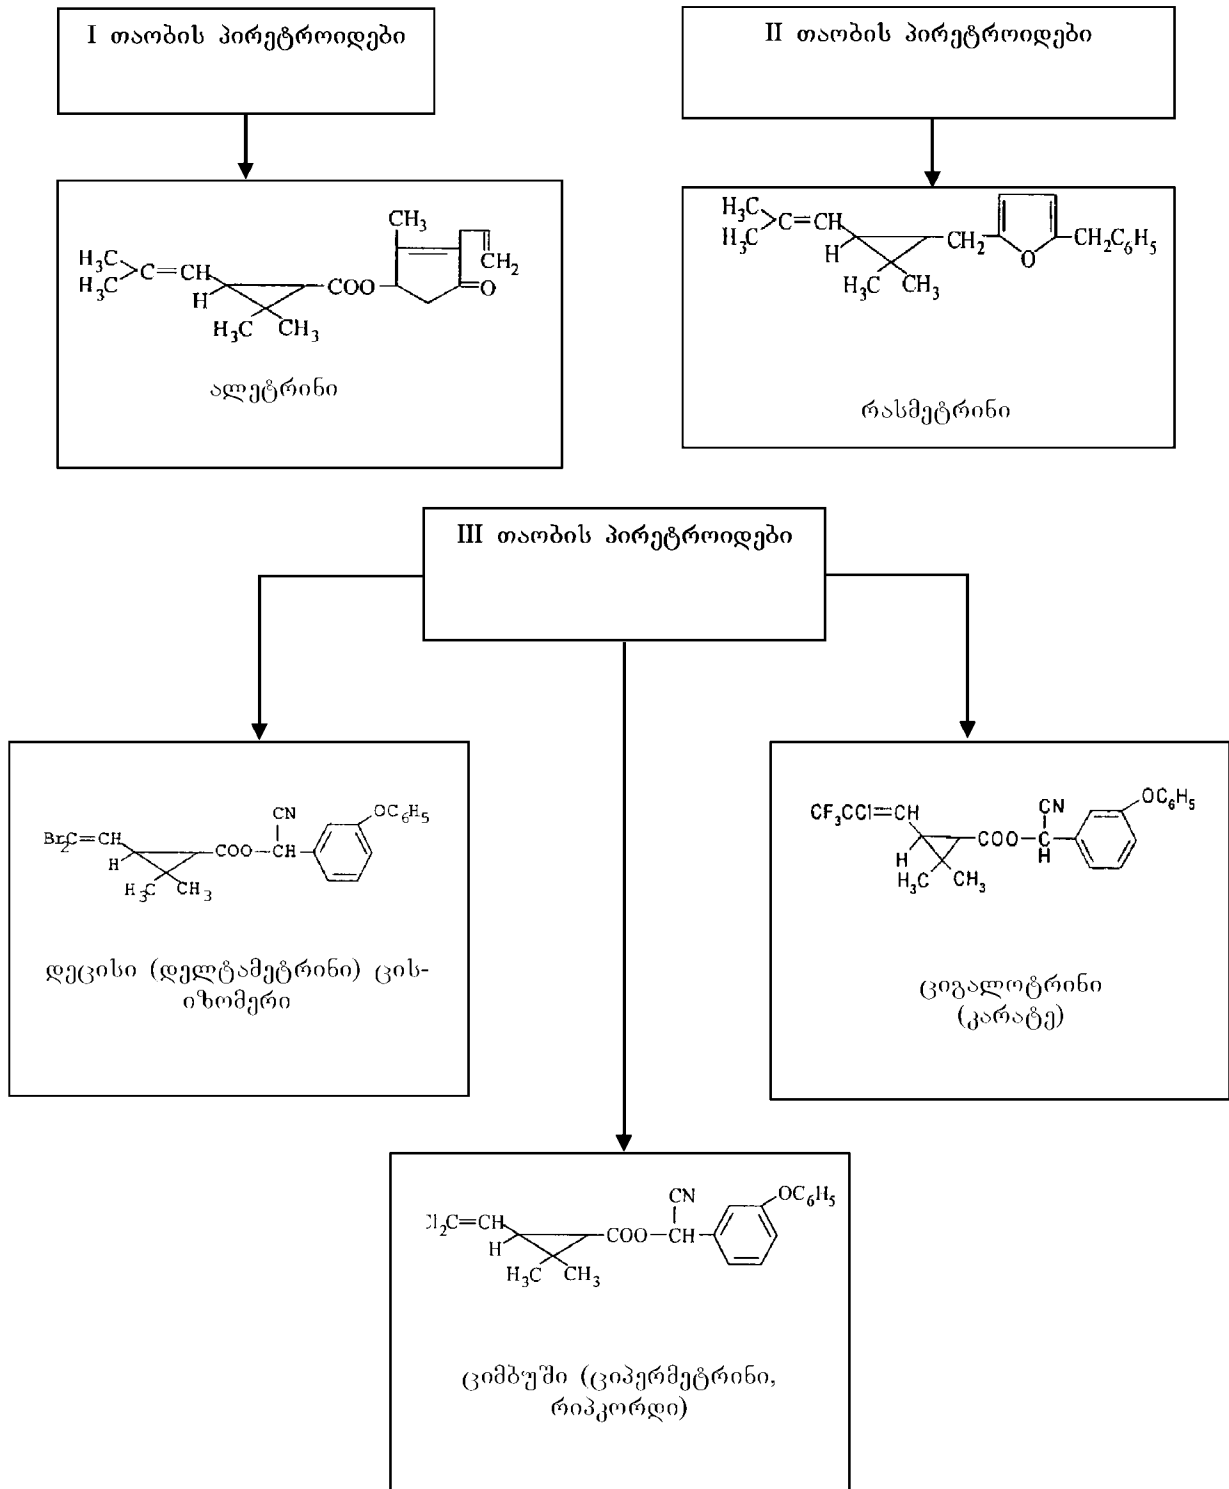 I თაობის პირეტროიდები
II თაობის პირეტროიდები
CH₃
H₃C
H₃C
C=CH
H
COO
CH₂
O
H₃C
CH₃
ალეტრინი
H₃C
H₃C
C=CH
H
CH₂
O
CH₂C₆H₅
H₃C
CH₃
რასმეტრინი
III თაობის პირეტროიდები
Br₂C=CH
H
COO
CN
CH
OC₆H₅
H₃C
CH₃
დეცისი (დელტამეტრინი) ცის-
იზომერი
CF₃CCl=CH
H
COO
CN
C
H
OC₆H₅
H₃C
CH₃
ციგალოტრინი
(კარატე)
Cl₂C=CH
H
COO
CN
CH
OC₆H₅
H₃C
CH₃
ციმბუში (ციპერმეტრინი,
რიპკორდი)